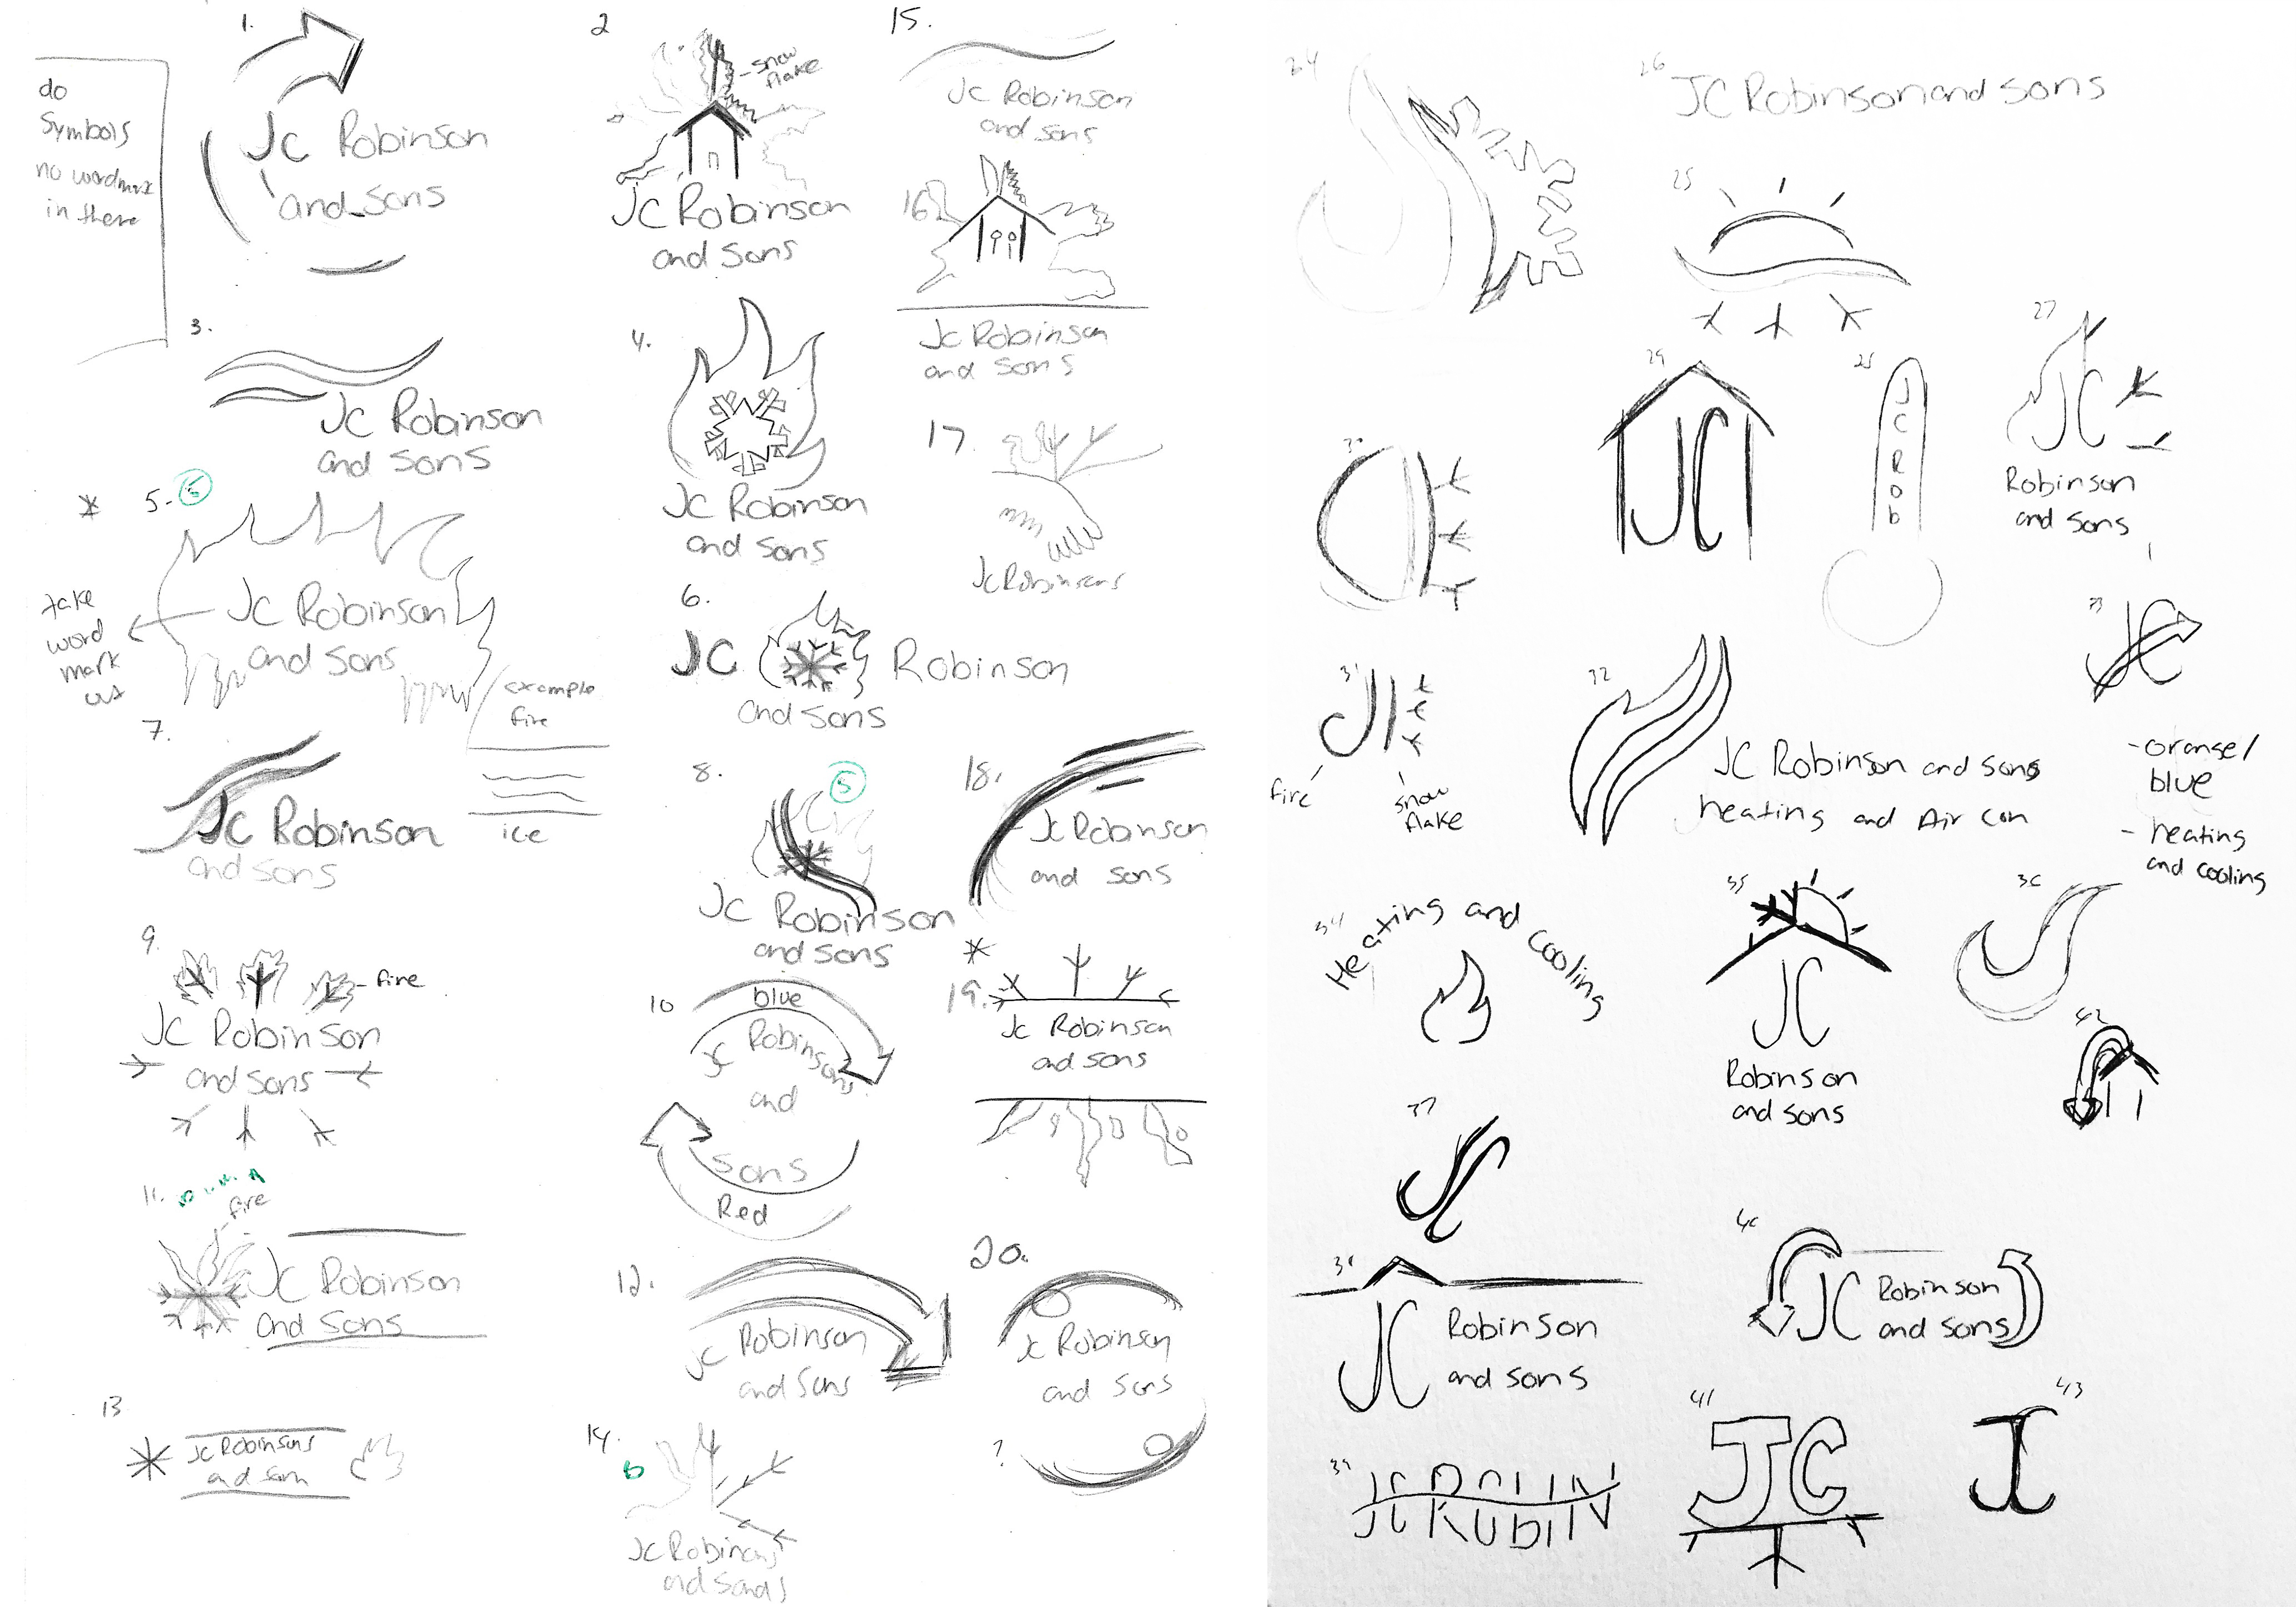 do
symbols
no wordmark
in there
1.
JC Robinson
and sons
2
snow
flake
JC Robinson
and sons
15.
JC Robinson
and sons
3.
JC Robinson
and sons
4.
JC Robinson
and sons
16
JC Robinson
and sons
5.
take
word
mark
out
JC Robinson
and sons
example
fire
ice
6.
JC Robinson
and sons
17.
JC Robinsons
7.
JC Robinson
and sons
8.
5
JC Robinson
and sons
18.
JC Robinson
and sons
9.
fire
JC Robinson
and sons
10
blue
JC Robinsons
and
sons
Red
19.
JC Robinson
and sons
11.
fire
JC Robinson
and sons
12.
JC Robinson
and sons
20.
JC Robinson
and sons
?
13
JC Robinsons
and son
14.
b
JC Robinsons
and sons
24
26
JC Robinson and sons
25
27
JC
Robinson
and sons
29
JC
28
JC Rob
30
31
J
fire
snow
flake
32
JC Robinson and sons
heating and Air con
33
JC
-orange/
blue
- heating
and cooling
34
Heating and cooling
35
JC
Robinson
and sons
36
42
37
38
JC Robinson
and sons
40
JC Robinson
and sons
39
JC ROBIN
41
JC
43